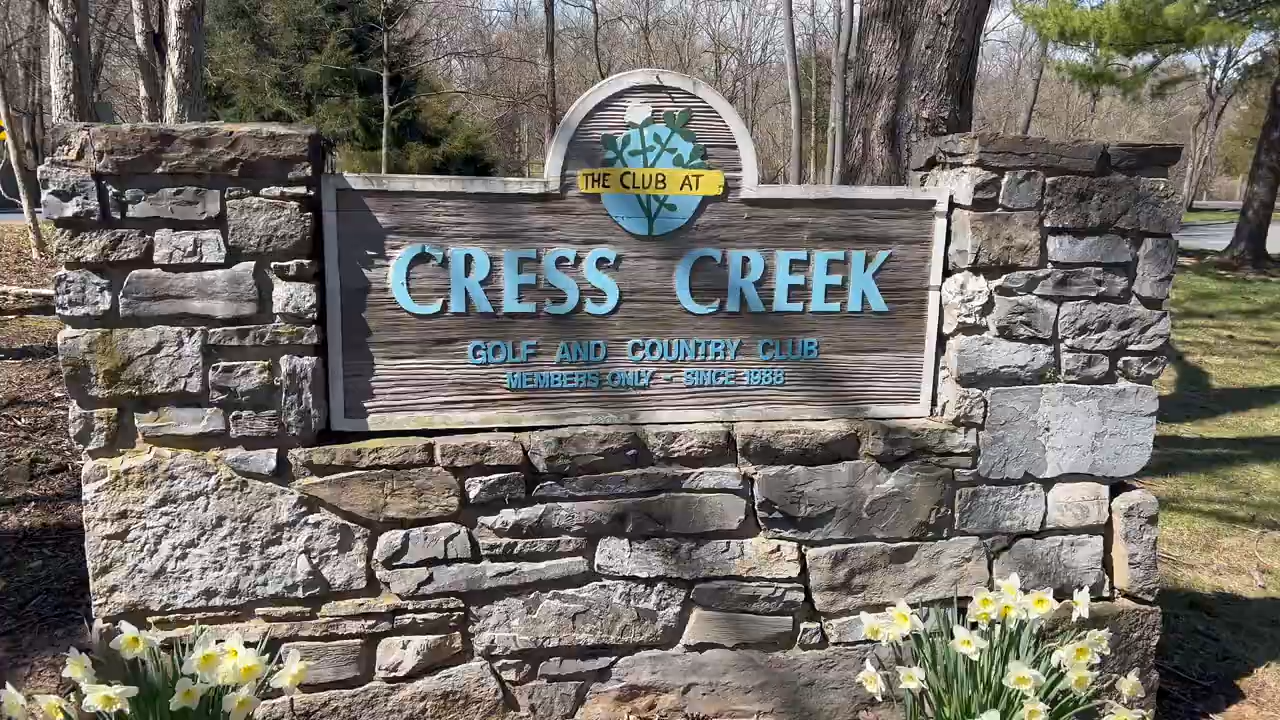 THE CLUB AT
CRESS CREEK
GOLF AND COUNTRY CLUB
MEMBERS ONLY - SINCE 1988